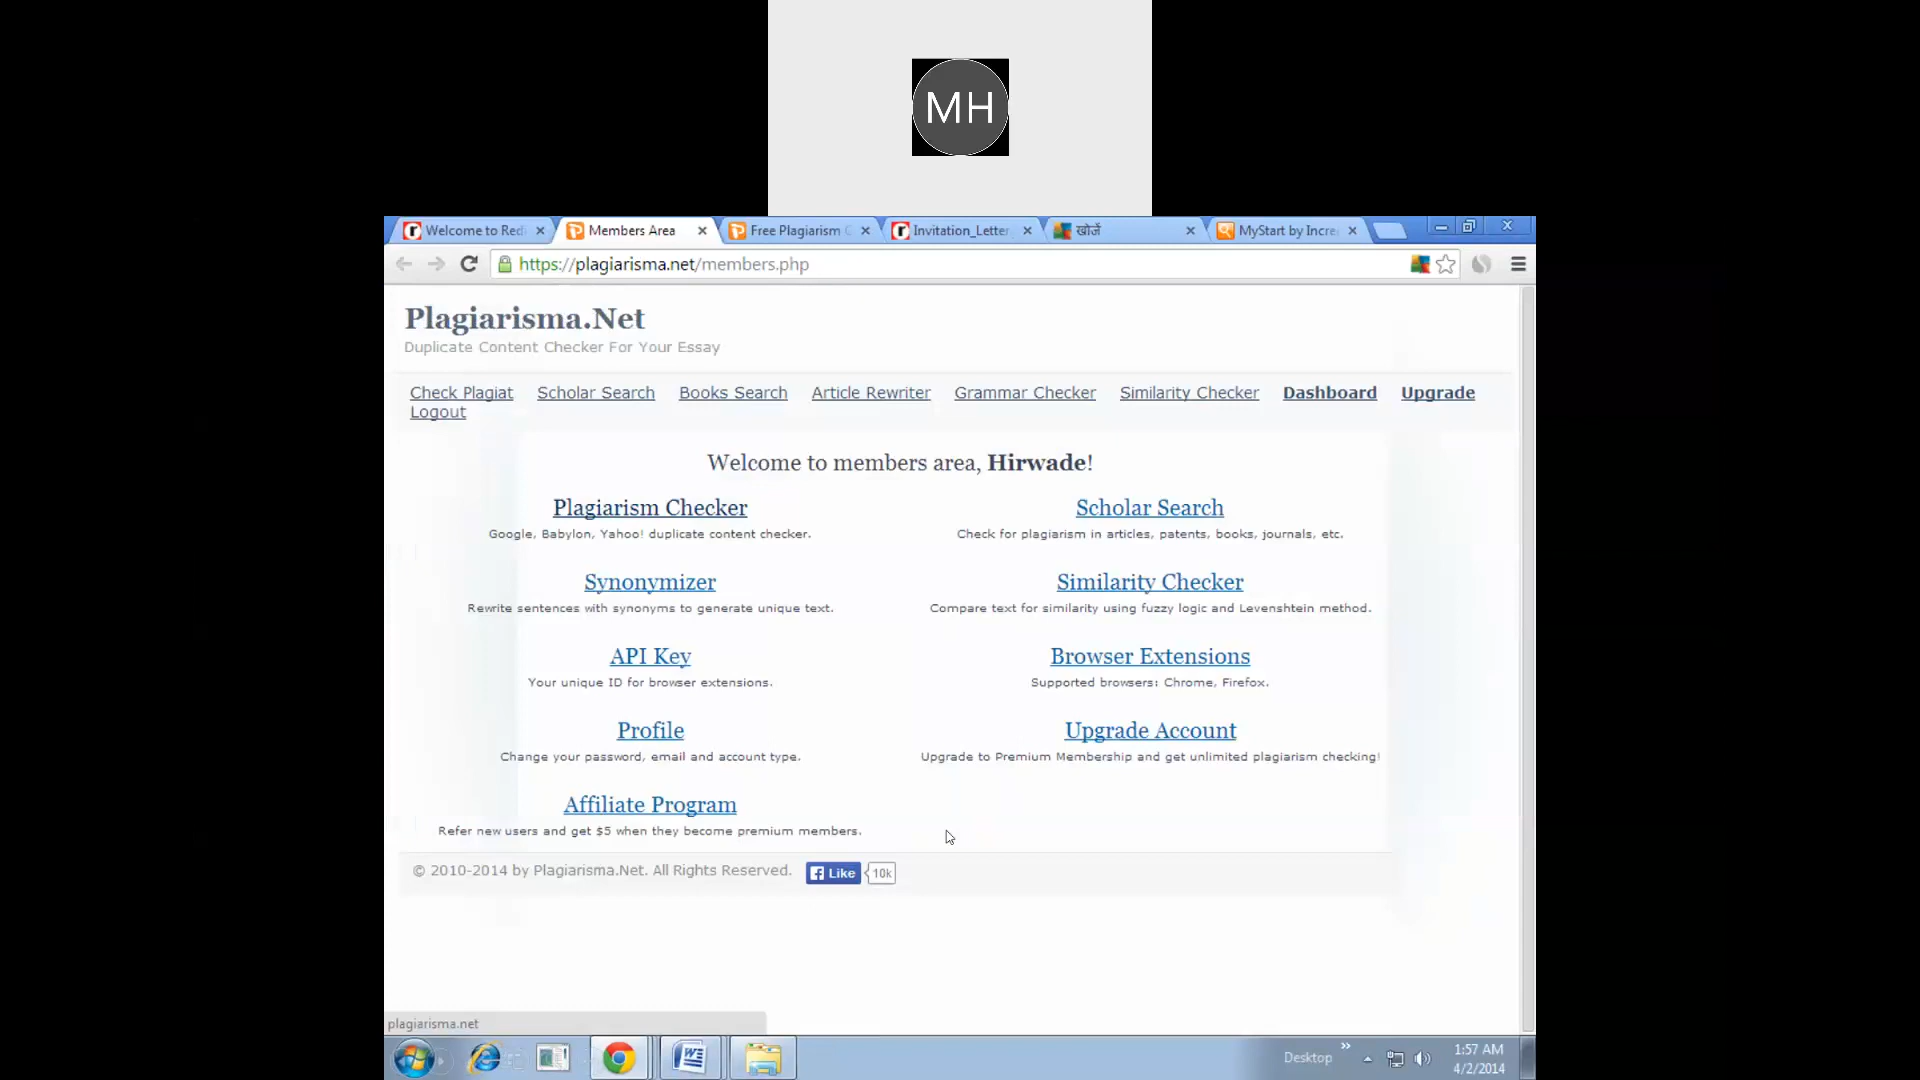 MH
Welcome to Redi
Members Area
Free Plagiarism C
Invitation_Letter
खोजें
MyStart by Incre
https://plagiarisma.net/members.php
Plagiarisma.Net
Duplicate Content Checker For Your Essay
Check Plagiat Scholar Search Books Search Article Rewriter Grammar Checker Similarity Checker Dashboard Upgrade
Logout
Welcome to members area, Hirwade!
Plagiarism Checker
Google, Babylon, Yahoo! duplicate content checker.
Scholar Search
Check for plagiarism in articles, patents, books, journals, etc.
Synonymizer
Rewrite sentences with synonyms to generate unique text.
Similarity Checker
Compare text for similarity using fuzzy logic and Levenshtein method.
API Key
Your unique ID for browser extensions.
Browser Extensions
Supported browsers: Chrome, Firefox.
Profile
Change your password, email and account type.
Upgrade Account
Upgrade to Premium Membership and get unlimited plagiarism checking!
Affiliate Program
Refer new users and get $5 when they become premium members.
© 2010-2014 by Plagiarisma.Net. All Rights Reserved.
Like
10k
plagiarisma.net
Desktop
1:57 AM
4/2/2014